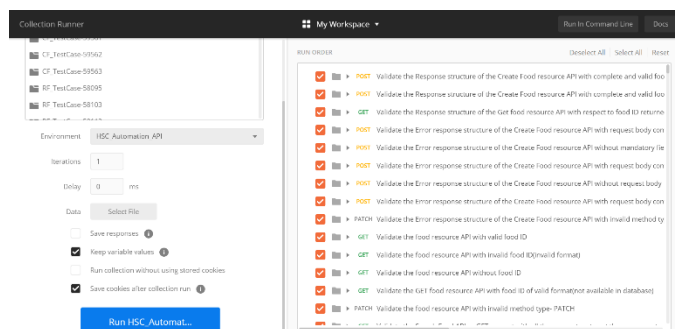 Collection Runner
My Workspace
Run In Command Line
Docs
CF_TestCase-59562
CF_TestCase-59563
RF_TestCase-58095
RF_TestCase-58103
Environment
HSC_Automation_API
Iterations
1
Delay
0
ms
Data
Select File
Save responses
Keep variable values
Run collection without using stored cookies
Save cookies after collection run
Run HSC_Automat...
RUN ORDER
Deselect All
Select All
Reset
POST Validate the Response structure of the Create Food resource API with complete and valid foo
POST Validate the Response structure of the Create Food resource API with complete and valid foo
GET Validate the Response structure of the Get food resource API with respect to food ID returne
POST Validate the Error response structure of the Create Food resource API with request body con
POST Validate the Error response structure of the Create Food resource API without mandatory fie
POST Validate the Error response structure of the Create Food resource API with request body con
POST Validate the Error response structure of the Create Food resource API without request body
POST Validate the Error response structure of the Create Food resource API with request body con
PATCH Validate the Error response structure of the Create Food resource API with invalid method ty
GET Validate the food resource API with valid food ID
GET Validate the food resource API with invalid food ID(invalid format)
GET Validate the food resource API without food ID
GET Validate the GET food resource API with food ID of valid format(not available in database)
PATCH Validate the food resource API with invalid method type- PATCH